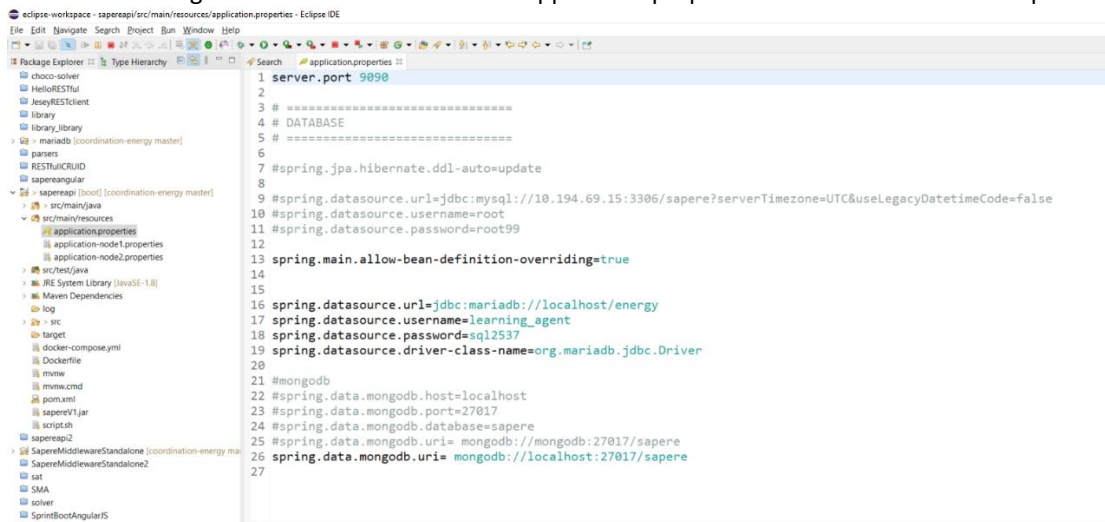 eclipse-workspace - sapereapi/src/main/resources/application.properties - Eclipse IDE
File Edit Navigate Search Project Run Window Help
Package Explorer Type Hierarchy
choco-solver
HelloRESTful
JeseyRESTclient
library
library_library
> mariadb [coordination-energy master]
parsers
RESTfullCRUID
sapereangular
> sapereapi [boot] [coordination-energy master]
src/main/java
src/main/resources
application.properties
application-node1.properties
application-node2.properties
src/test/java
JRE System Library [JavaSE-1.8]
Maven Dependencies
log
> src
target
docker-compose.yml
Dockerfile
mvnw
mvnw.cmd
pom.xml
sapereV1.jar
script.sh
sapereapi2
> SapereMiddlewareStandalone [coordination-energy ma
SapereMiddlewareStandalone2
sat
SMA
solver
SprintBootAngularJS
Search application.properties
1 server.port 9090
2
3 # ===============================
4 # DATABASE
5 # ===============================
6
7 #spring.jpa.hibernate.ddl-auto=update
8
9 #spring.datasource.url=jdbc:mysql://10.194.69.15:3306/sapere?serverTimezone=UTC&useLegacyDatetimeCode=false
10 #spring.datasource.username=root
11 #spring.datasource.password=root99
12
13 spring.main.allow-bean-definition-overriding=true
14
15
16 spring.datasource.url=jdbc:mariadb://localhost/energy
17 spring.datasource.username=learning_agent
18 spring.datasource.password=sql2537
19 spring.datasource.driver-class-name=org.mariadb.jdbc.Driver
20
21 #mongodb
22 #spring.data.mongodb.host=localhost
23 #spring.data.mongodb.port=27017
24 #spring.data.mongodb.database=sapere
25 #spring.data.mongodb.uri= mongodb://mongodb:27017/sapere
26 spring.data.mongodb.uri= mongodb://localhost:27017/sapere
27